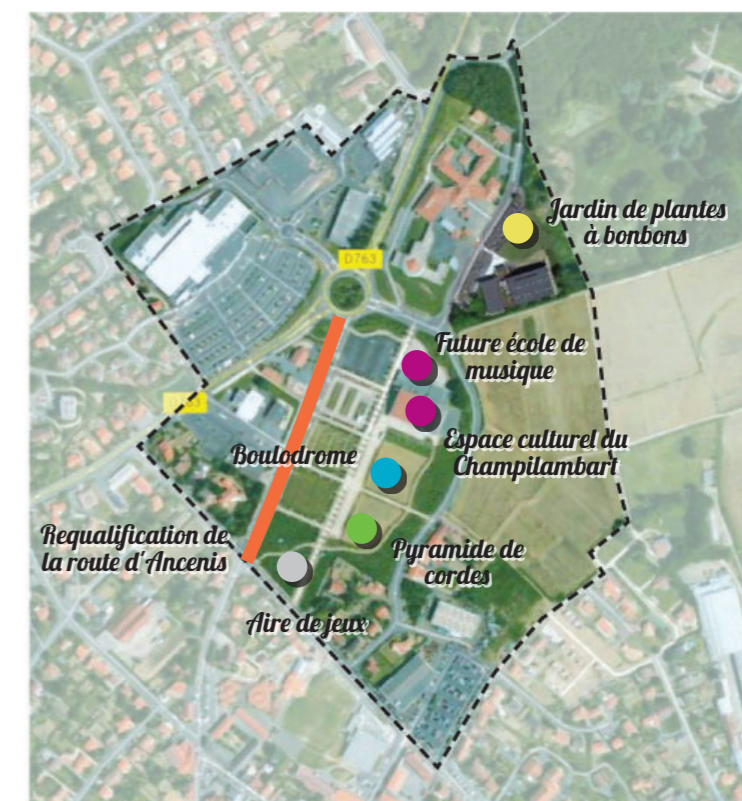 Jardin de plantes
à bonbons
D763
Future école de
musique
Espace culturel du
Champilambart
Boulodrome
Requalification de
la route d'Ancenis
Pyramide de
cordes
Aire de jeux